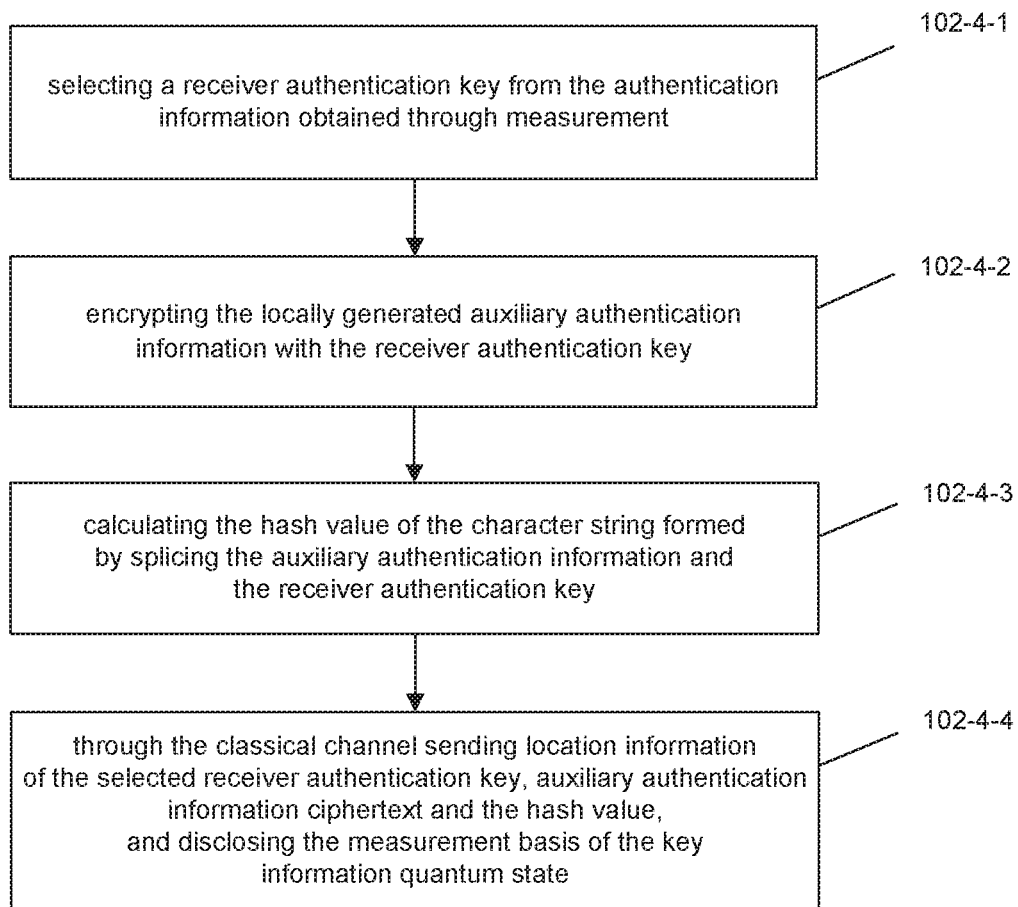 102-4-1
selecting a receiver authentication key from the authentication
information obtained through measurement
102-4-2
encrypting the locally generated auxiliary authentication
information with the receiver authentication key
102-4-3
calculating the hash value of the character string formed
by splicing the auxiliary authentication information and
the receiver authentication key
102-4-4
through the classical channel sending location information
of the selected receiver authentication key, auxiliary authentication
information ciphertext and the hash value,
and disclosing the measurement basis of the key
information quantum state